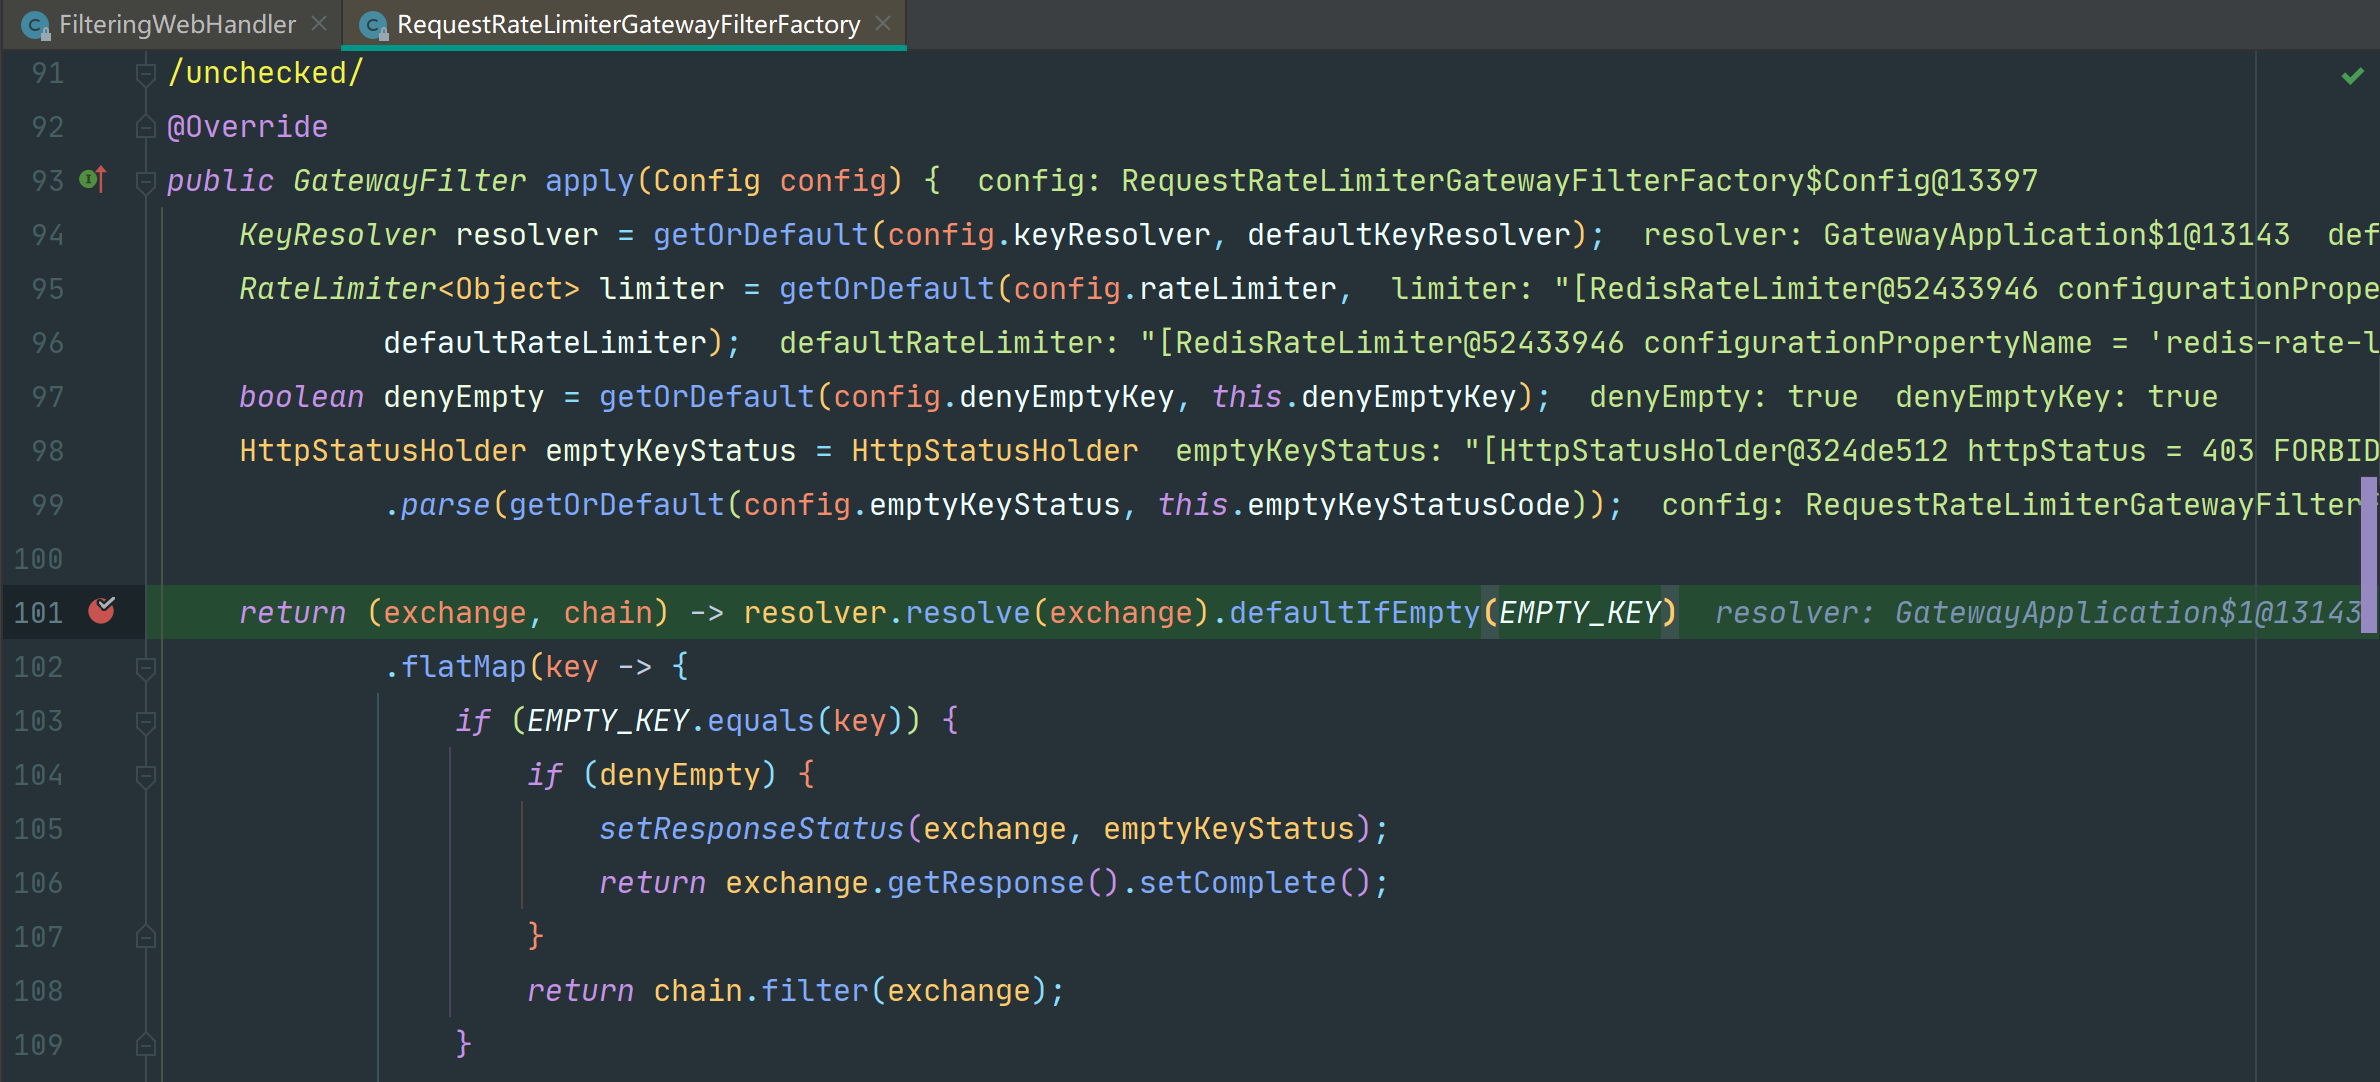 FilteringWebHandler RequestRateLimiterGatewayFilterFactory
91 /unchecked/
92 @Override
93 public GatewayFilter apply(Config config) { config: RequestRateLimiterGatewayFilterFactory$Config@13397
94 KeyResolver resolver = getOrDefault(config.keyResolver, defaultKeyResolver); resolver: GatewayApplication$1@13143 def
95 RateLimiter<Object> limiter = getOrDefault(config.rateLimiter, limiter: "[RedisRateLimiter@52433946 configurationPrope
96 defaultRateLimiter); defaultRateLimiter: "[RedisRateLimiter@52433946 configurationPropertyName = 'redis-rate-l
97 boolean denyEmpty = getOrDefault(config.denyEmptyKey, this.denyEmptyKey); denyEmpty: true denyEmptyKey: true
98 HttpStatusHolder emptyKeyStatus = HttpStatusHolder emptyKeyStatus: "[HttpStatusHolder@324de512 httpStatus = 403 FORBID
99 .parse(getOrDefault(config.emptyKeyStatus, this.emptyKeyStatusCode)); config: RequestRateLimiterGatewayFilterF
100
101 return (exchange, chain) -> resolver.resolve(exchange).defaultIfEmpty(EMPTY_KEY) resolver: GatewayApplication$1@13143
102 .flatMap(key -> {
103 if (EMPTY_KEY.equals(key)) {
104 if (denyEmpty) {
105 setResponseStatus(exchange, emptyKeyStatus);
106 return exchange.getResponse().setComplete();
107 }
108 return chain.filter(exchange);
109 }